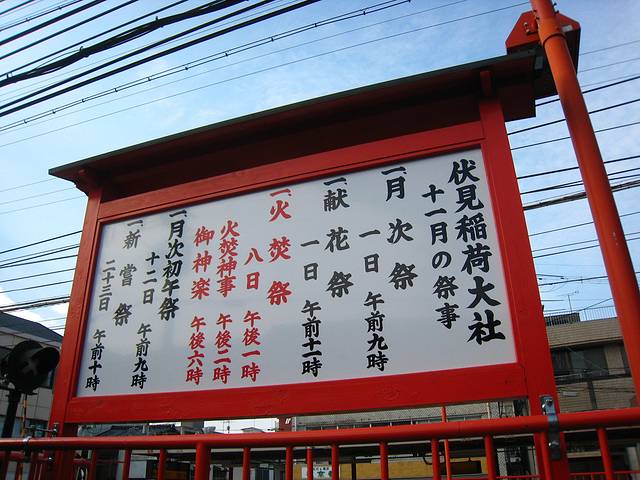 伏見稲荷大社
十一月の祭事
一、月次祭
一日 午前九時
一、献花祭
一日 午前十一時
一、火焚祭
八日 午後一時
火焚神事 午後二時
御神楽 午後六時
一、月次初午祭
十二日 午前九時
一、新嘗祭
二十三日 午前十時